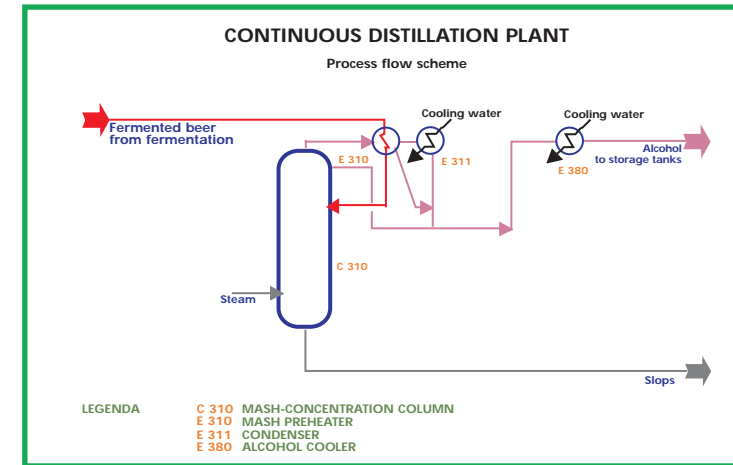 CONTINUOUS DISTILLATION PLANT
Process flow scheme
Cooling water
Cooling water
Fermented beer
from fermentation
E 310
E 311
E 380
Alcohol
to storage tanks
C 310
Steam
Slops
LEGENDA
C 310 MASH-CONCENTRATION COLUMN
E 310 MASH PREHEATER
E 311 CONDENSER
E 380 ALCOHOL COOLER